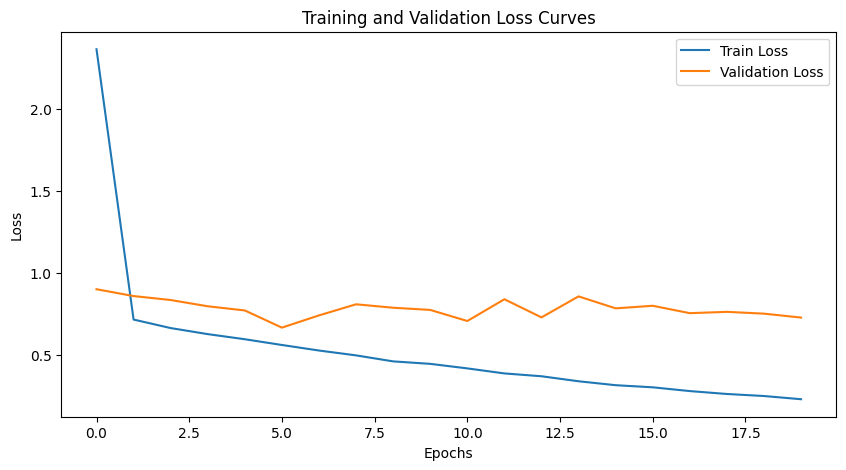 Training and Validation Loss Curves
Train Loss
Validation Loss
2.0
1.5
1.0
0.5
Loss
0.0 2.5 5.0 7.5 10.0 12.5 15.0 17.5
Epochs